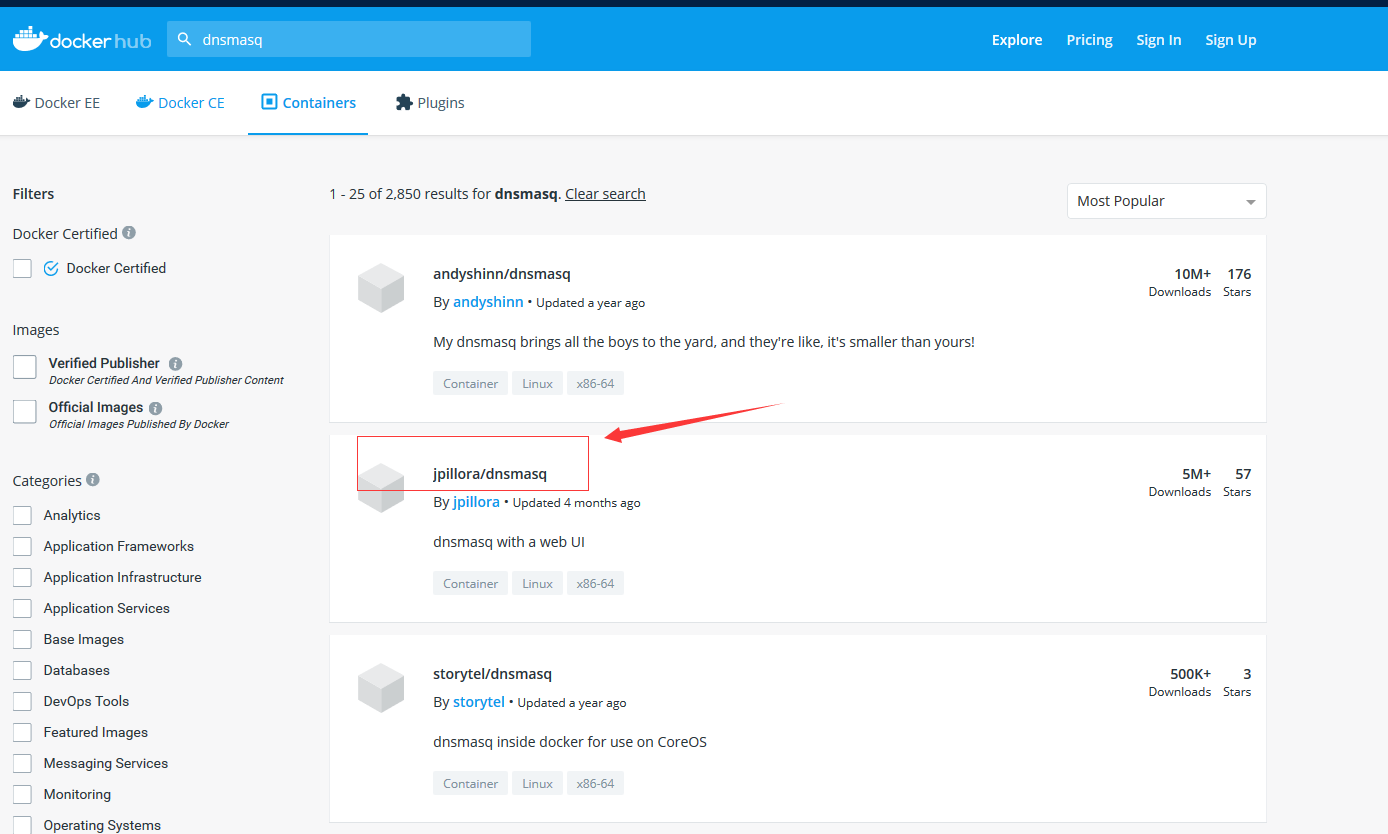 docker hub
dnsmasq
Explore Pricing Sign In Sign Up
Docker EE Docker CE Containers Plugins
Filters
Docker Certified
Docker Certified
Images
Verified Publisher
Docker Certified And Verified Publisher Content
Official Images
Official Images Published By Docker
Categories
Analytics
Application Frameworks
Application Infrastructure
Application Services
Base Images
Databases
DevOps Tools
Featured Images
Messaging Services
Monitoring
Operating Systems
1 - 25 of 2,850 results for dnsmasq. Clear search
Most Popular
andyshinn/dnsmasq
By andyshinn • Updated a year ago
My dnsmasq brings all the boys to the yard, and they're like, it's smaller than yours!
Container Linux x86-64
10M+ 176
Downloads Stars
jpillora/dnsmasq
By jpillora • Updated 4 months ago
dnsmasq with a web UI
Container Linux x86-64
5M+ 57
Downloads Stars
storytel/dnsmasq
By storytel • Updated a year ago
dnsmasq inside docker for use on CoreOS
Container Linux x86-64
500K+ 3
Downloads Stars